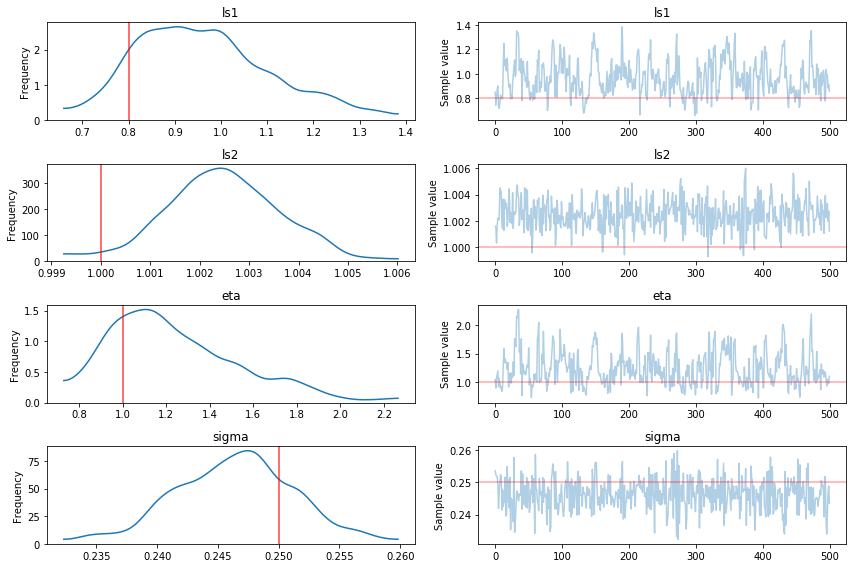 ls1
Frequency
2
1
0
0.7 0.8 0.9 1.0 1.1 1.2 1.3 1.4
ls1
Sample value
1.4
1.2
1.0
0.8
0 100 200 300 400 500
ls2
Frequency
300
200
100
0
0.999 1.000 1.001 1.002 1.003 1.004 1.005 1.006
ls2
Sample value
1.006
1.004
1.002
1.000
0 100 200 300 400 500
eta
Frequency
1.5
1.0
0.5
0.0
0.8 1.0 1.2 1.4 1.6 1.8 2.0 2.2
eta
Sample value
2.0
1.5
1.0
0 100 200 300 400 500
sigma
Frequency
75
50
25
0
0.235 0.240 0.245 0.250 0.255 0.260
sigma
Sample value
0.26
0.25
0.24
0 100 200 300 400 500